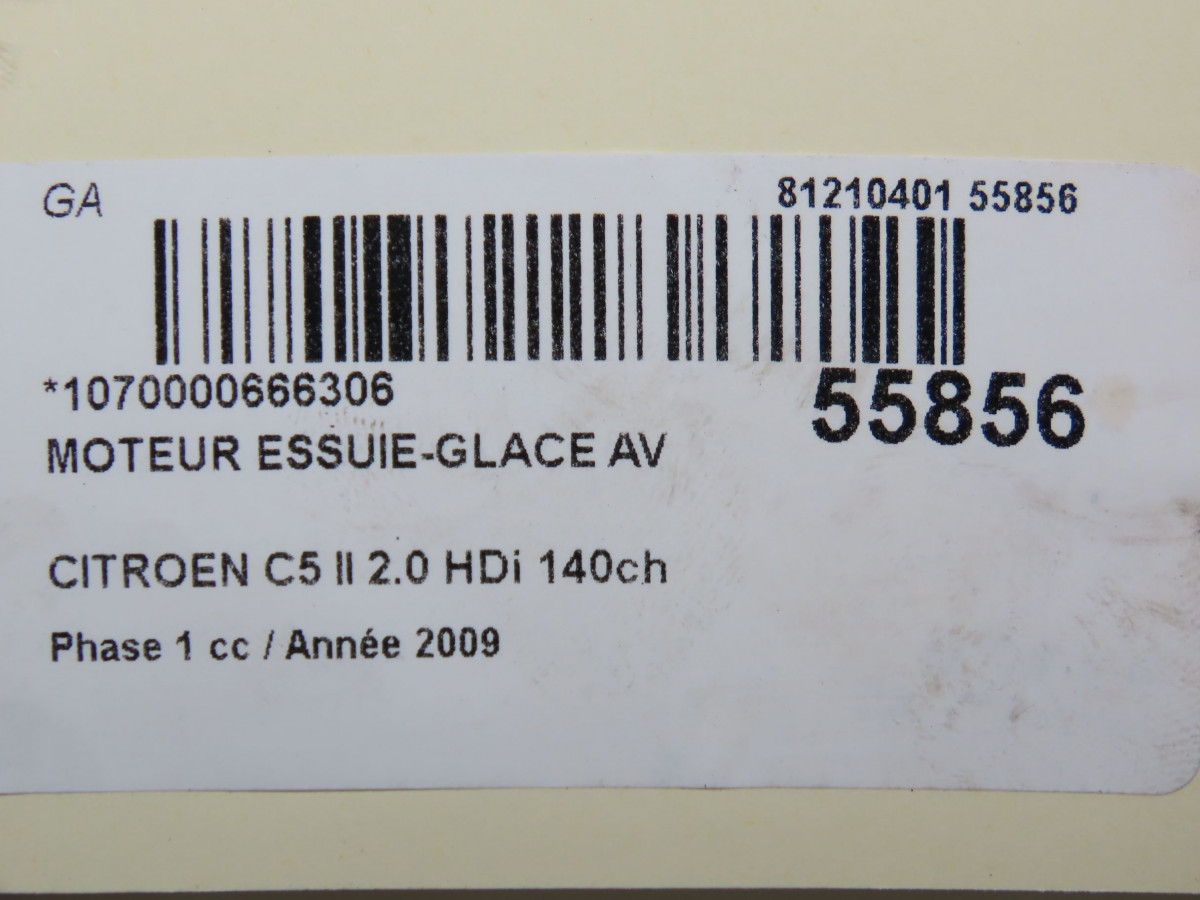 GA
81210401 55856
*1070000666306
55856
MOTEUR ESSUIE-GLACE AV
CITROEN C5 II 2.0 HDi 140ch
Phase 1 cc / Année 2009